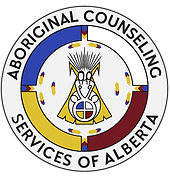 ABORIGINAL COUNSELING
SERVICES OF ALBERTA